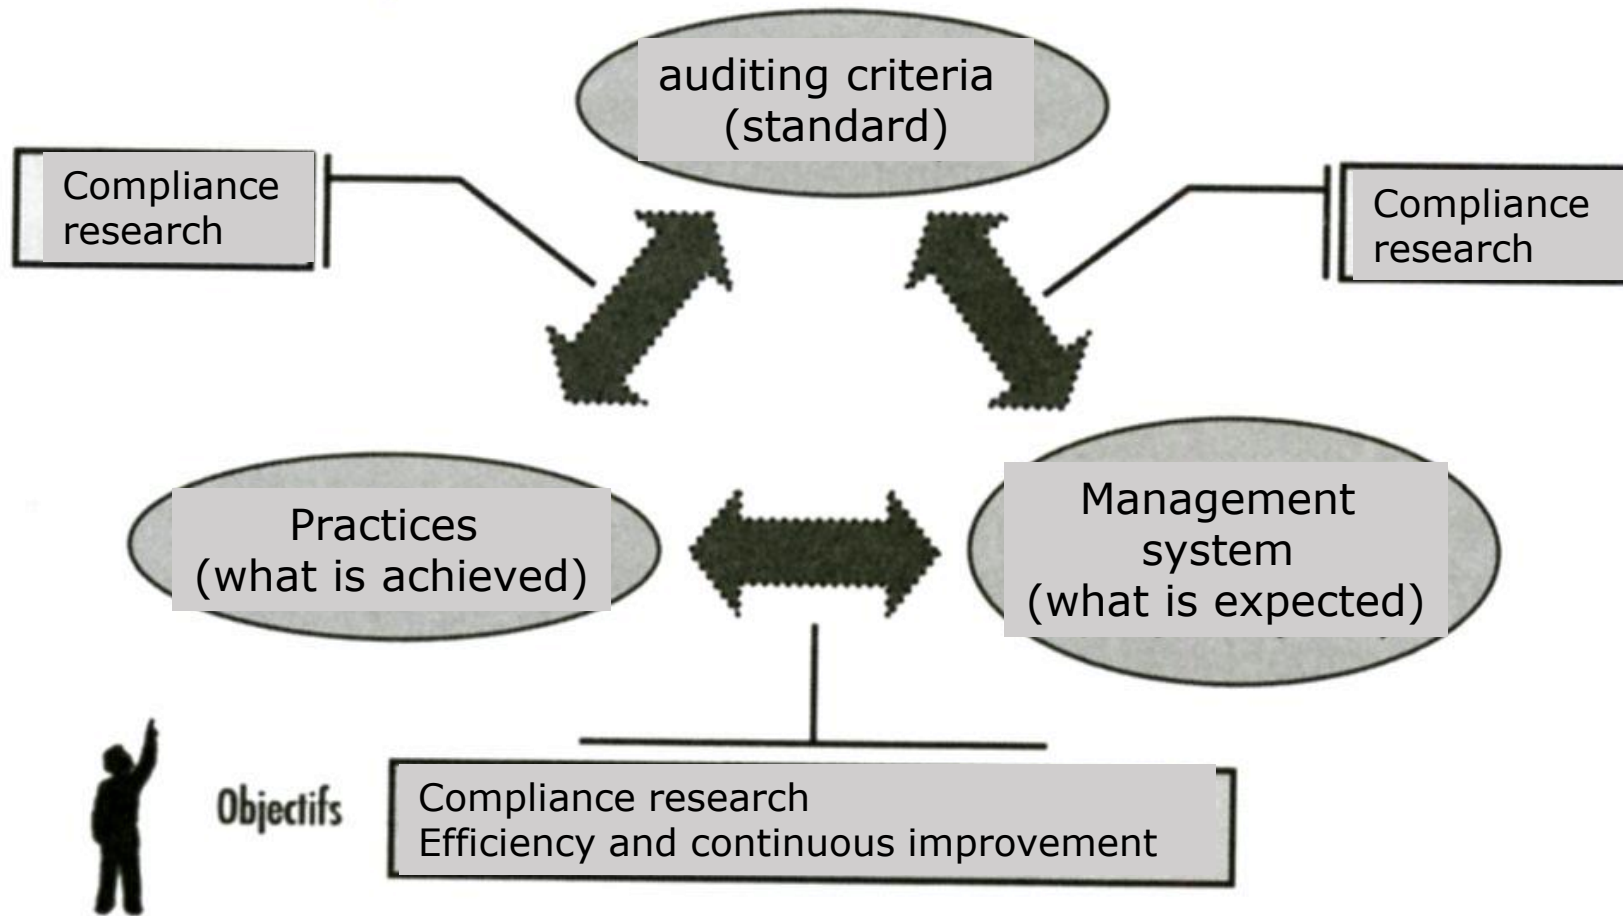 auditing criteria
(standard)
Compliance
research
Compliance
research
Practices
(what is achieved)
Management
system
(what is expected)
Objectifs
Compliance research
Efficiency and continuous improvement